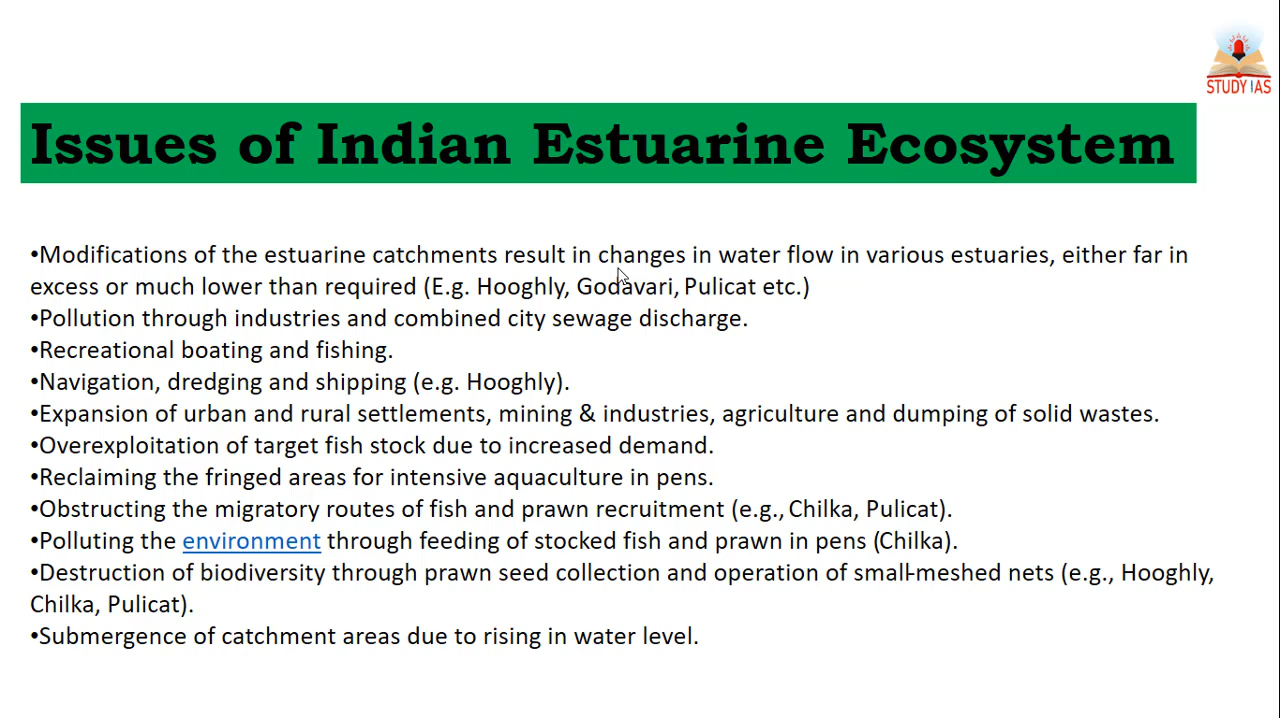 STUDY IAS
Issues of Indian Estuarine Ecosystem
•Modifications of the estuarine catchments result in changes in water flow in various estuaries, either far in
excess or much lower than required (E.g. Hooghly, Godavari, Pulicat etc.)
•Pollution through industries and combined city sewage discharge.
•Recreational boating and fishing.
•Navigation, dredging and shipping (e.g. Hooghly).
•Expansion of urban and rural settlements, mining & industries, agriculture and dumping of solid wastes.
•Overexploitation of target fish stock due to increased demand.
•Reclaiming the fringed areas for intensive aquaculture in pens.
•Obstructing the migratory routes of fish and prawn recruitment (e.g., Chilka, Pulicat).
•Polluting the environment through feeding of stocked fish and prawn in pens (Chilka).
•Destruction of biodiversity through prawn seed collection and operation of small-meshed nets (e.g., Hooghly,
Chilka, Pulicat).
•Submergence of catchment areas due to rising in water level.